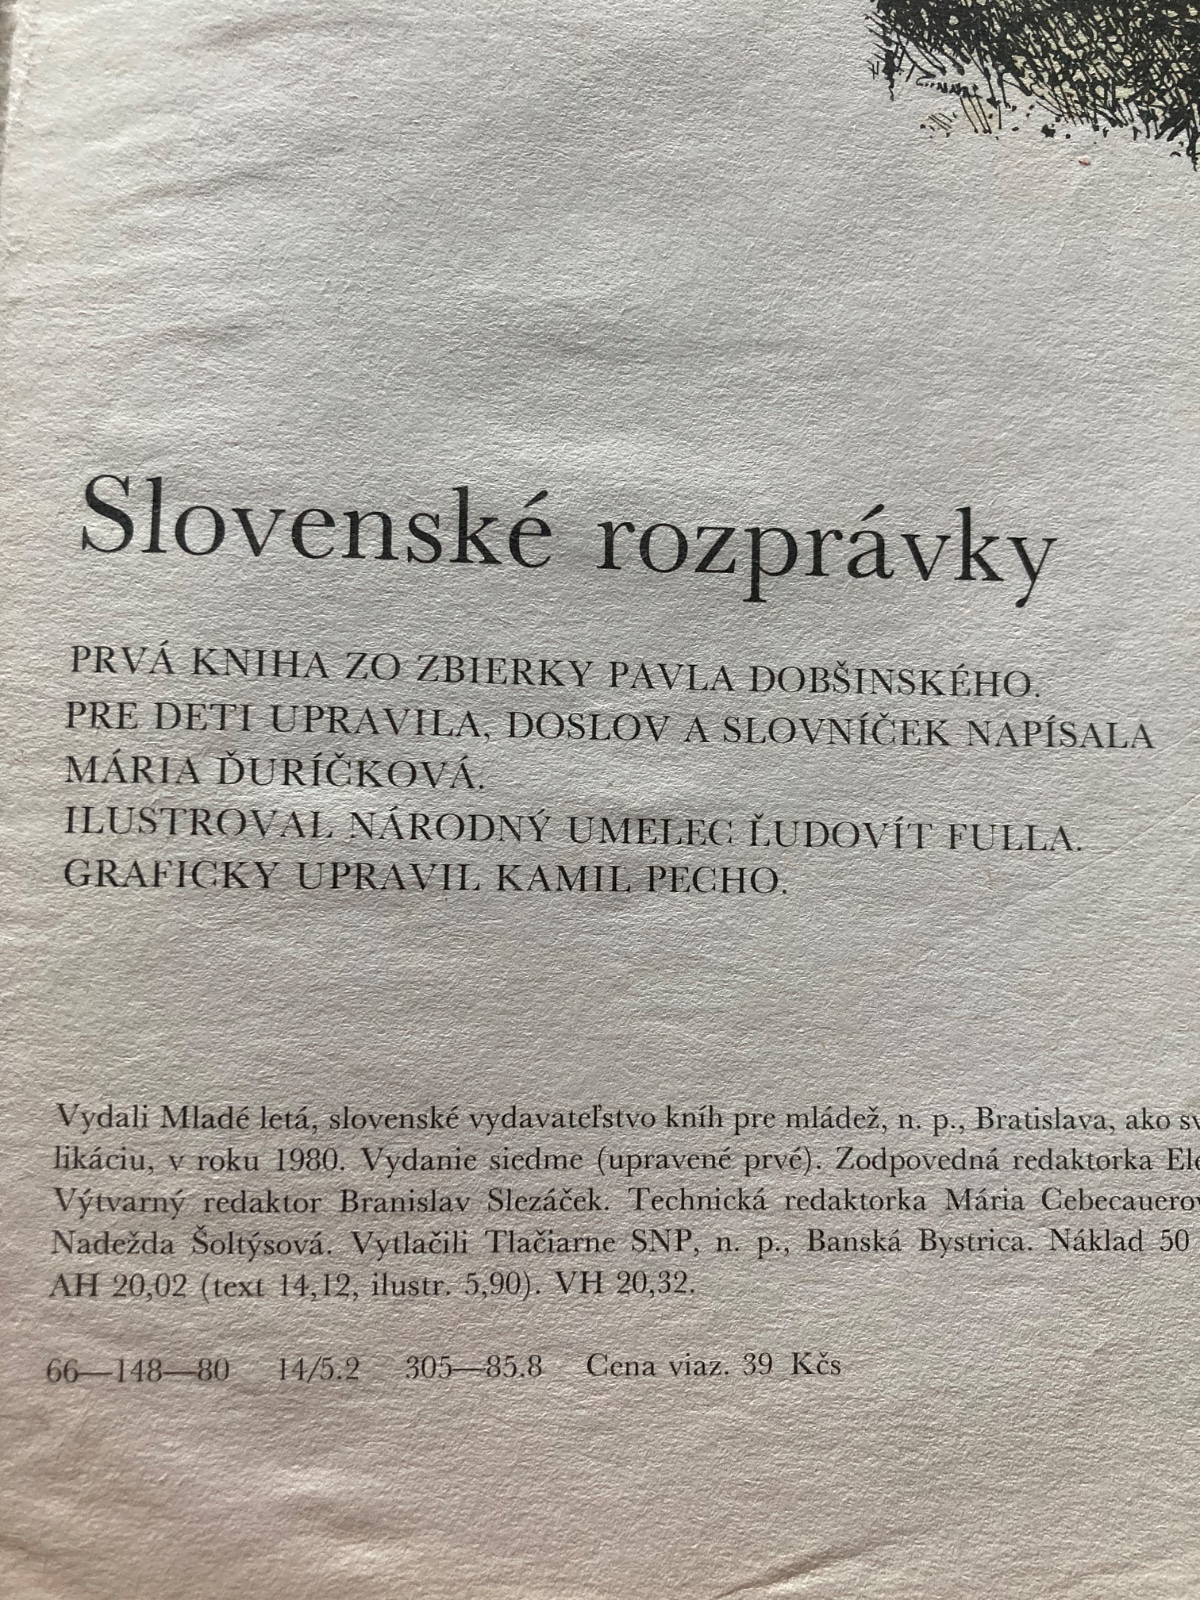 Slovenské rozprávky
PRVÁ KNIHA ZO ZBIERKY PAVLA DOBŠINSKÉHO.
PRE DETI UPRAVILA, DOSLOV A SLOVNÍČEK NAPÍSALA
MÁRIA ĎURÍČKOVÁ.
ILUSTROVAL NÁRODNÝ UMELEC ĽUDOVÍT FULLA.
GRAFICKY UPRAVIL KAMIL PECHO.
Vydali Mladé letá, slovenské vydavateľstvo kníh pre mládež, n. p., Bratislava, ako
likáciu, v roku 1980. Vydanie siedme (upravené prvé). Zodpovedná redaktorka
Výtvarný redaktor Branislav Slezáček. Technická redaktorka Mária
Nadežda Šoltýsová. Vytlačili Tlačiarne SNP, n. p., Banská Bystrica. Náklad 50
AH 20,02 (text 14,12, ilustr. 5,90). VH 20,32.
66—148—80 14/5.2 305—85.8 Cena viaz. 39 Kčs